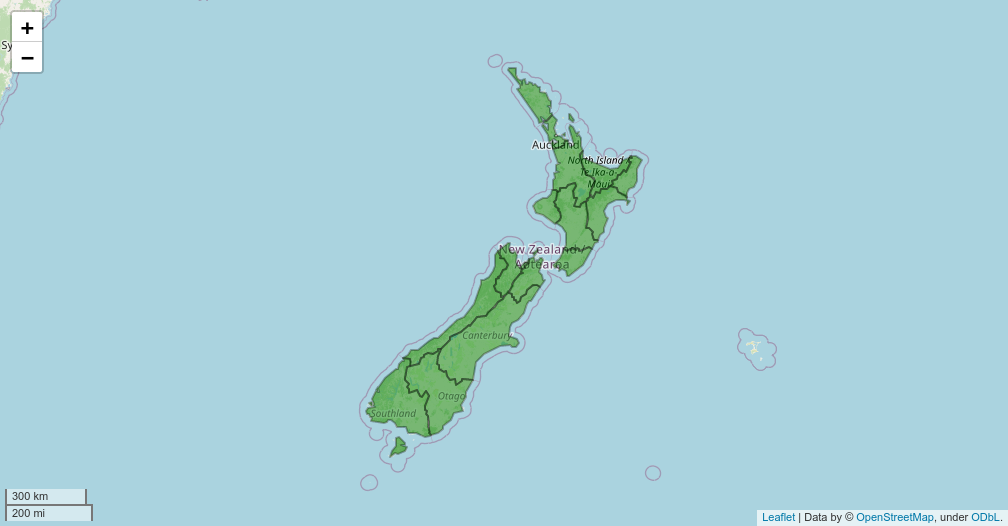 +
−
Sy
Auckland
North Island /
Te Ika-a-
Māui
New Zealand /
Aotearoa
Canterbury
Otago
Southland
300 km
200 mi
Leaflet | Data by © OpenStreetMap, under ODbL.